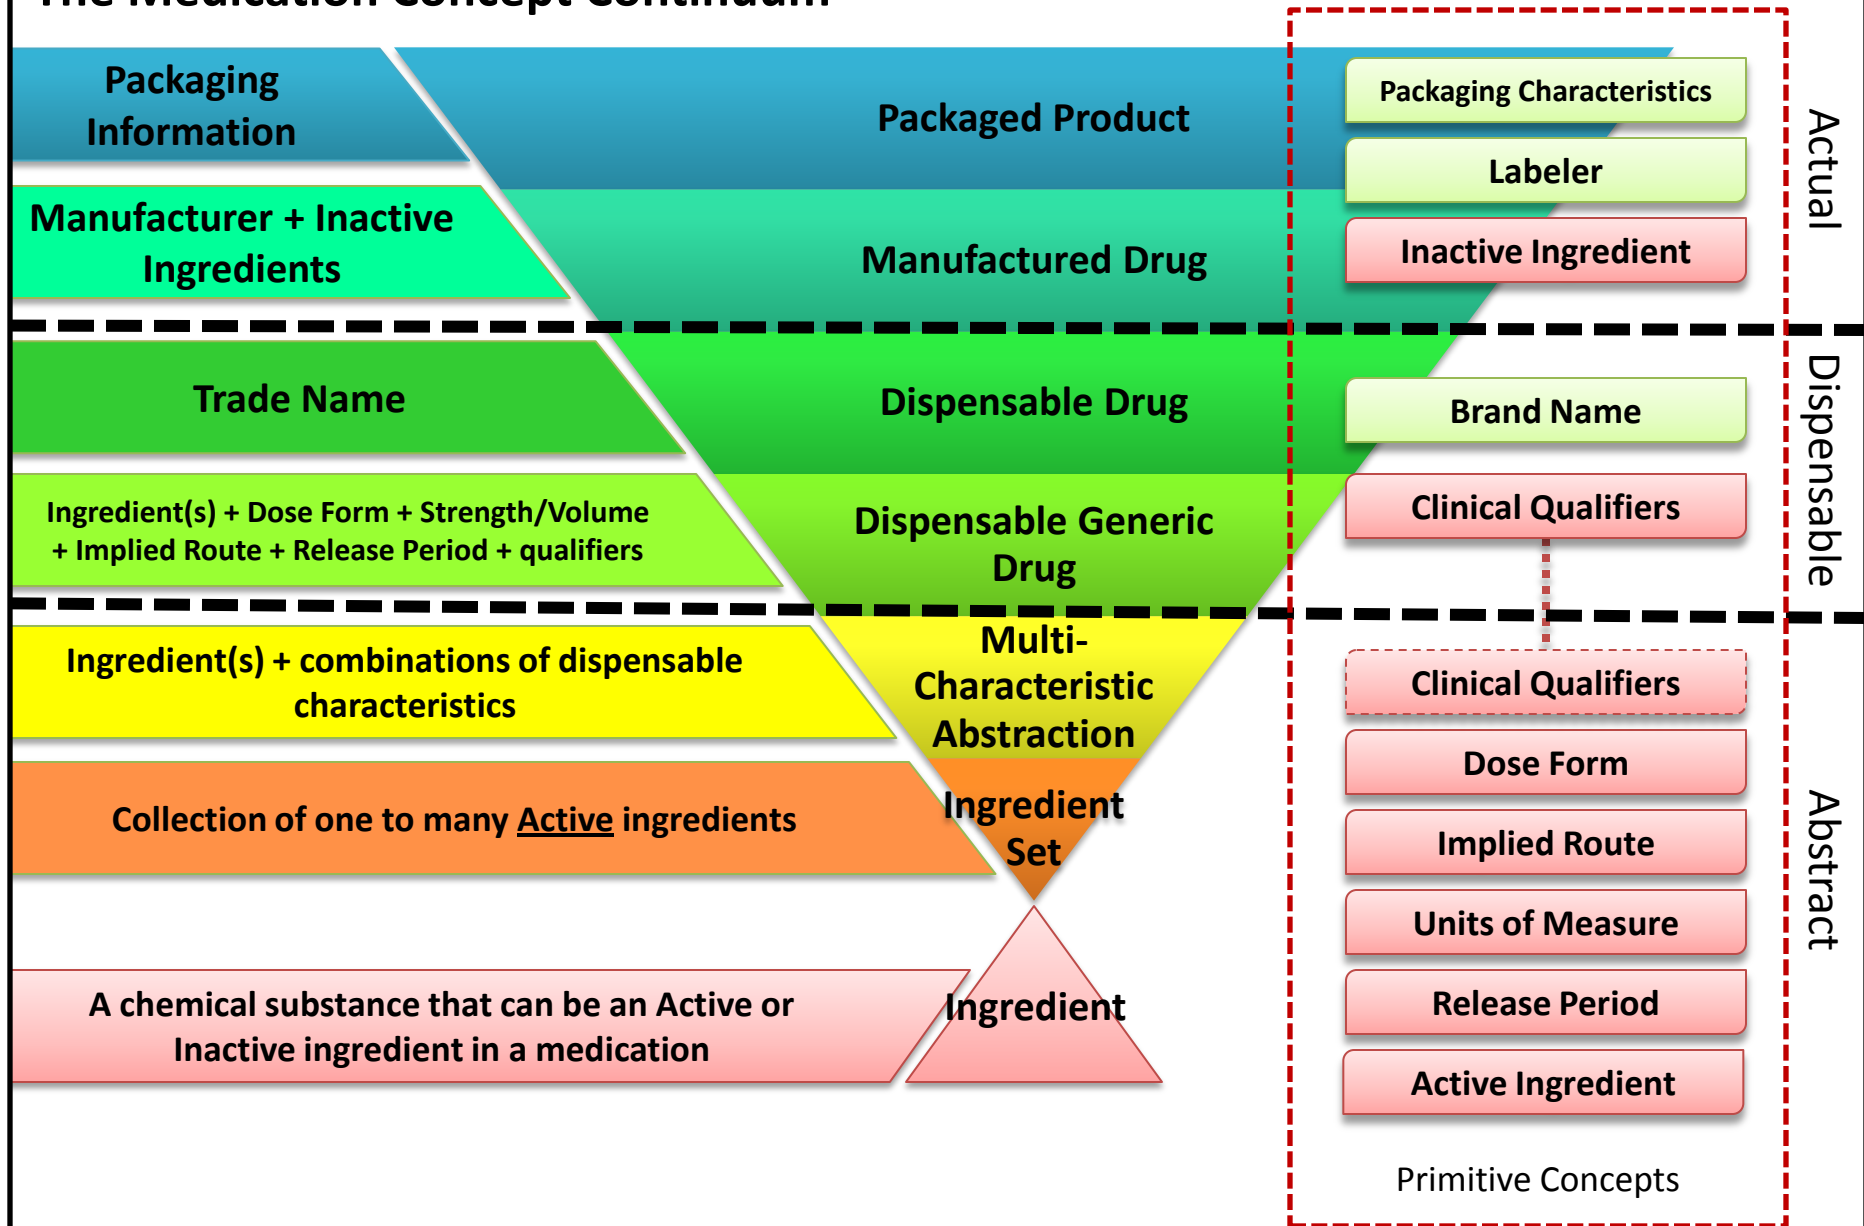 The Medication Concept Continuum
Packaging
Information
Packaged Product
Packaging Characteristics
Labeler
Manufacturer + Inactive
Ingredients
Manufactured Drug
Inactive Ingredient
Actual
Trade Name
Dispensable Drug
Brand Name
Ingredient(s) + Dose Form + Strength/Volume
+ Implied Route + Release Period + qualifiers
Dispensable Generic
Drug
Clinical Qualifiers
Dispensable
Ingredient(s) + combinations of dispensable
characteristics
Multi-
Characteristic
Abstraction
Clinical Qualifiers
Dose Form
Collection of one to many Active ingredients
Ingredient
Set
Implied Route
Units of Measure
A chemical substance that can be an Active or
Inactive ingredient in a medication
Ingredient
Release Period
Active Ingredient
Abstract
Primitive Concepts